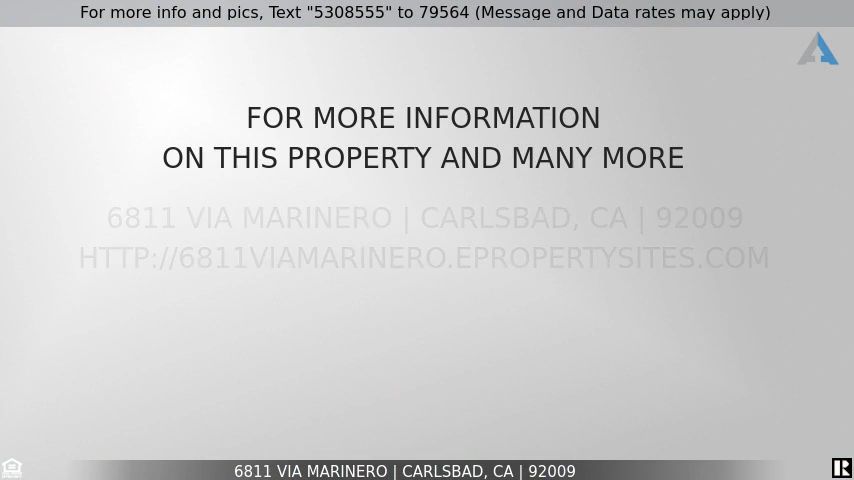 For more info and pics, Text "5308555" to 79564 (Message and Data rates may apply)
FOR MORE INFORMATION
ON THIS PROPERTY AND MANY MORE
6811 VIA MARINERO | CARLSBAD, CA | 92009
HTTP://6811VIAMARINERO.EPROPERTYSITES.COM
6811 VIA MARINERO | CARLSBAD, CA | 92009